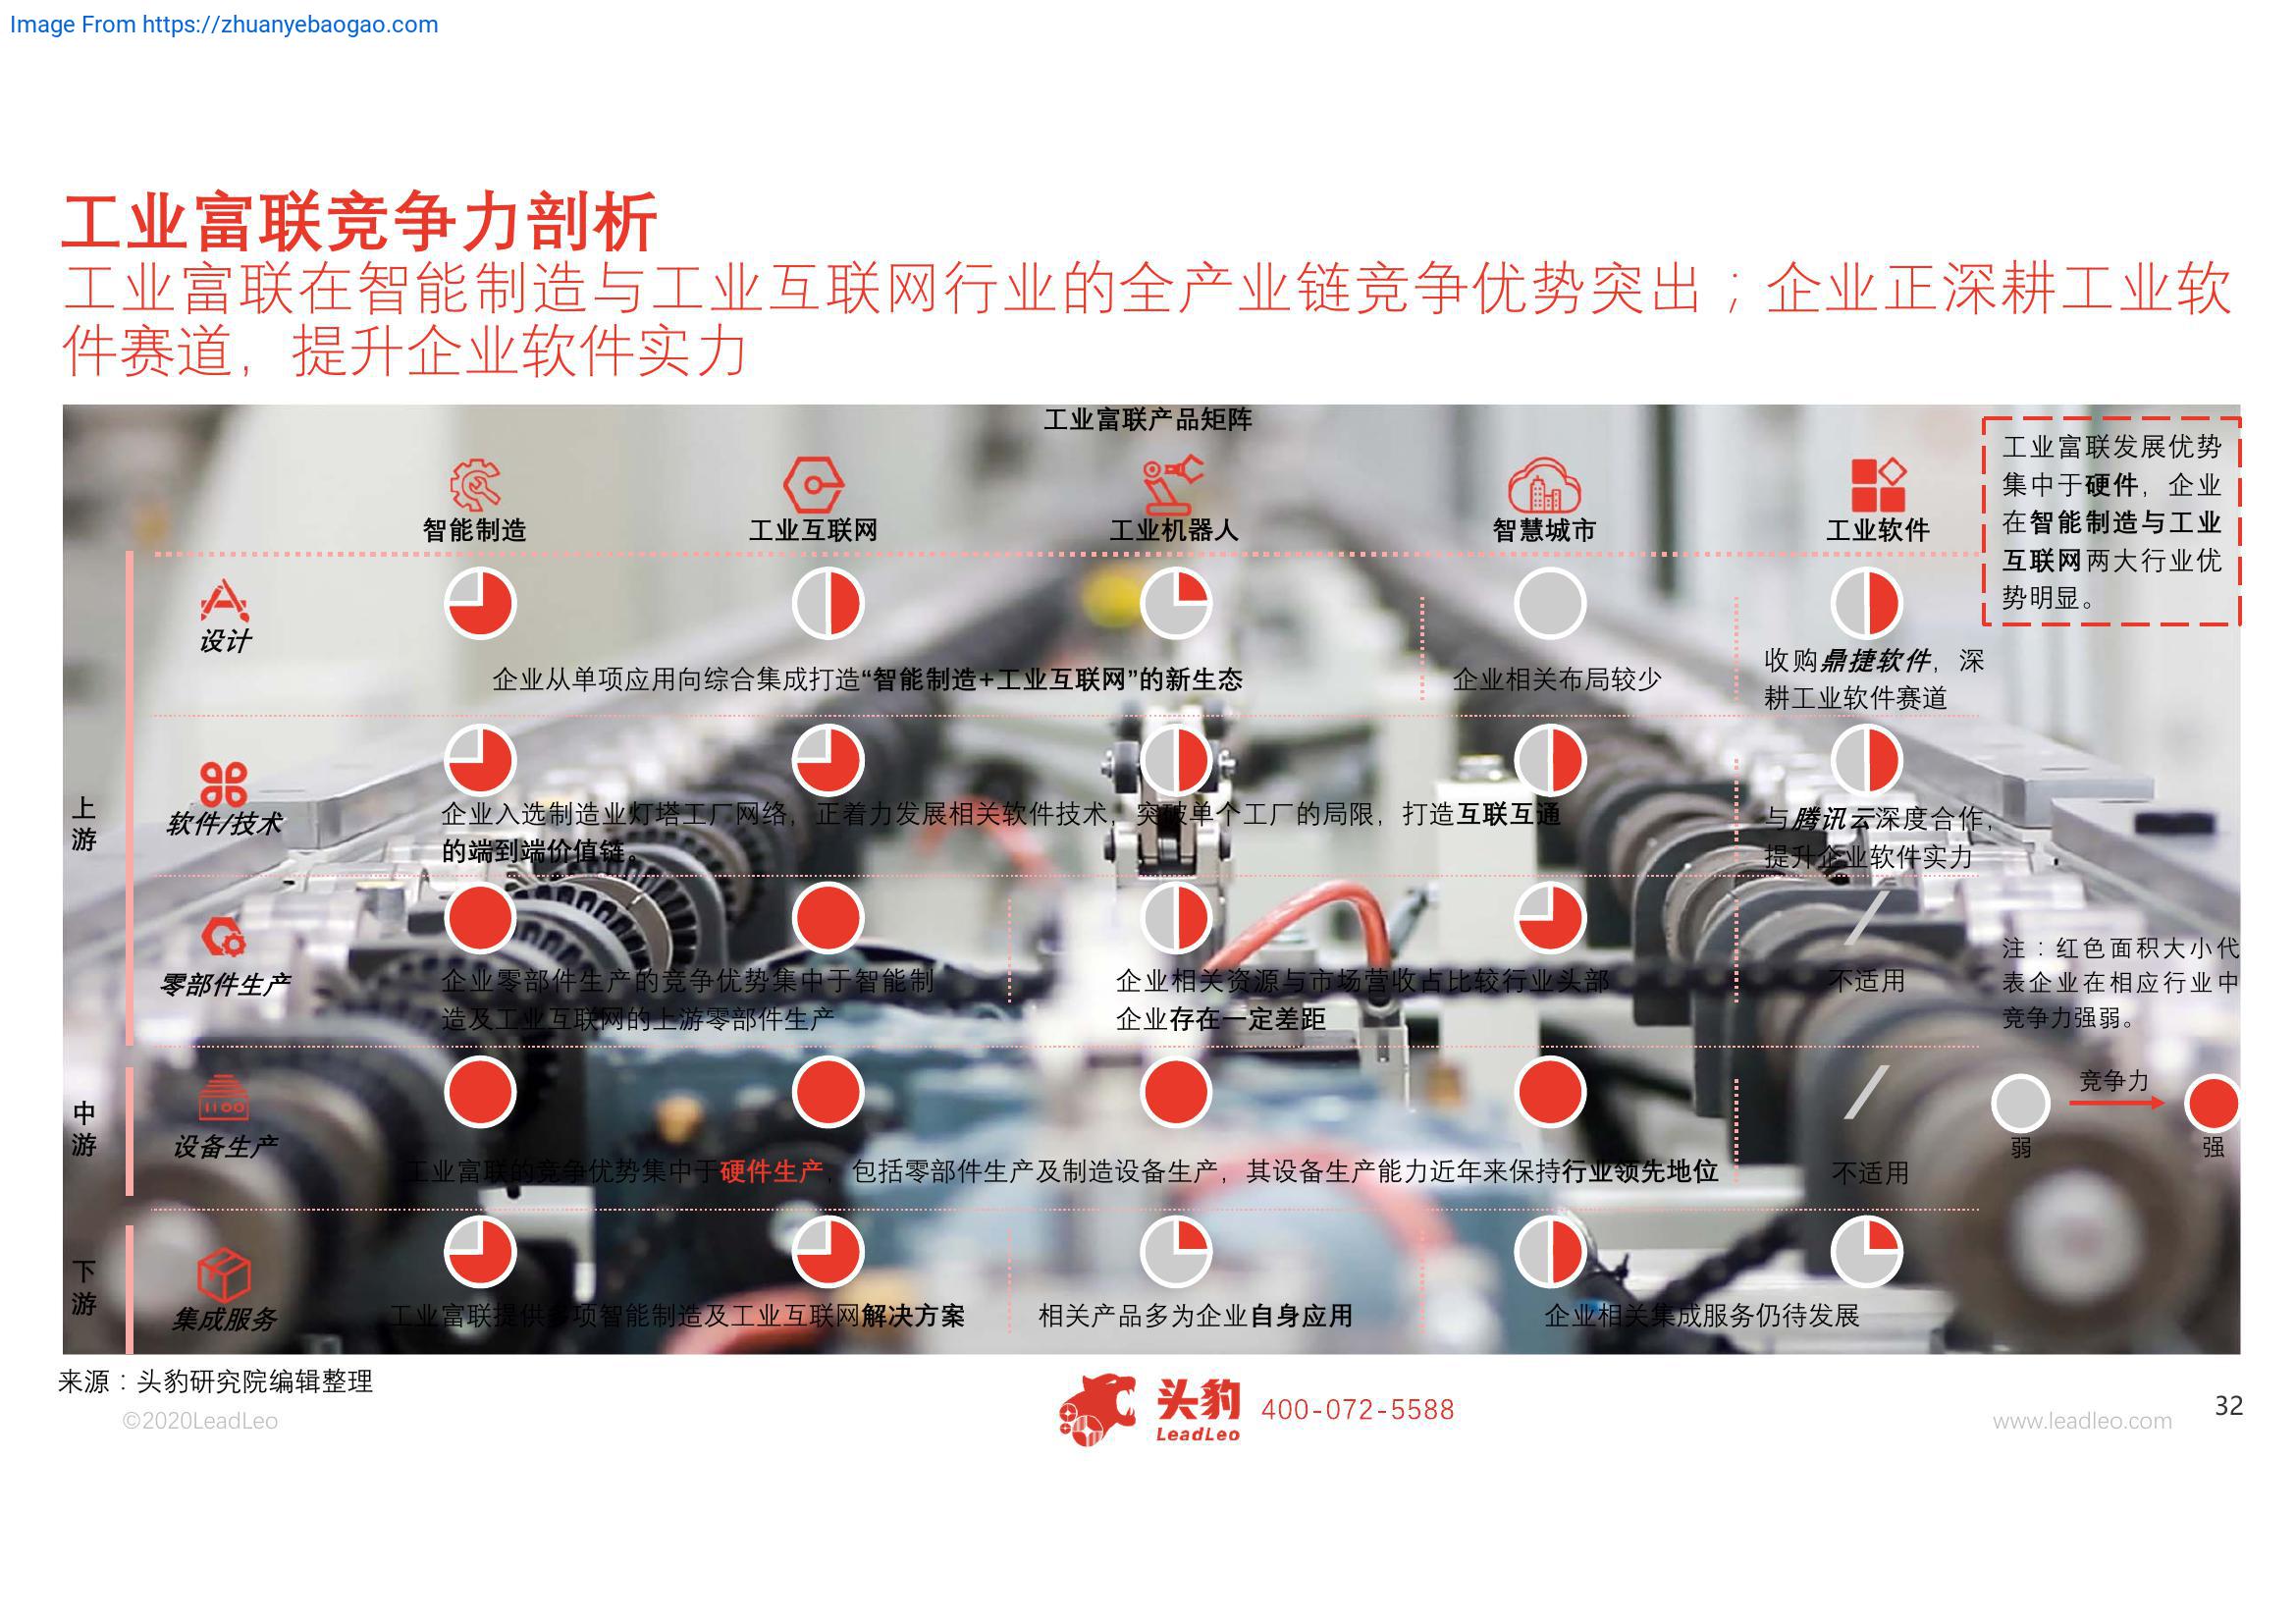 Image From https://zhuanyebaogao.com
工业富联竞争力剖析
工业富联在智能制造与工业互联网行业的全产业链竞争优势突出；企业正深耕工业软
件赛道，提升企业软件实力
工业富联产品矩阵
智能制造
工业互联网
工业机器人
智慧城市
工业软件
工业富联发展优势
集中于硬件，企业
在智能制造与工业
互联网两大行业优
势明显。
上游
设计
企业从单项应用向综合集成打造“智能制造+工业互联网”的新生态
企业相关布局较少
收购鼎捷软件，深
耕工业软件赛道
软件/技术
企业入选制造业灯塔工厂网络，正着力发展相关软件技术，突破单个工厂的局限，打造互联互通
的端到端价值链。
与腾讯云深度合作，
提升企业软件实力
零部件生产
企业零部件生产的竞争优势集中于智能制
造及工业互联网的上游零部件生产
企业相关资源与市场营收占比较行业头部
企业存在一定差距
不适用
注：红色面积大小代
表企业在相应行业中
竞争力强弱。
竞争力
弱
强
中游
设备生产
工业富联的竞争优势集中于硬件生产，包括零部件生产及制造设备生产，其设备生产能力近年来保持行业领先地位
不适用
下游
集成服务
工业富联提供多项智能制造及工业互联网解决方案
相关产品多为企业自身应用
企业相关集成服务仍待发展
来源：头豹研究院编辑整理
©2020LeadLeo
头豹
LeadLeo
400-072-5588
www.leadleo.com
32